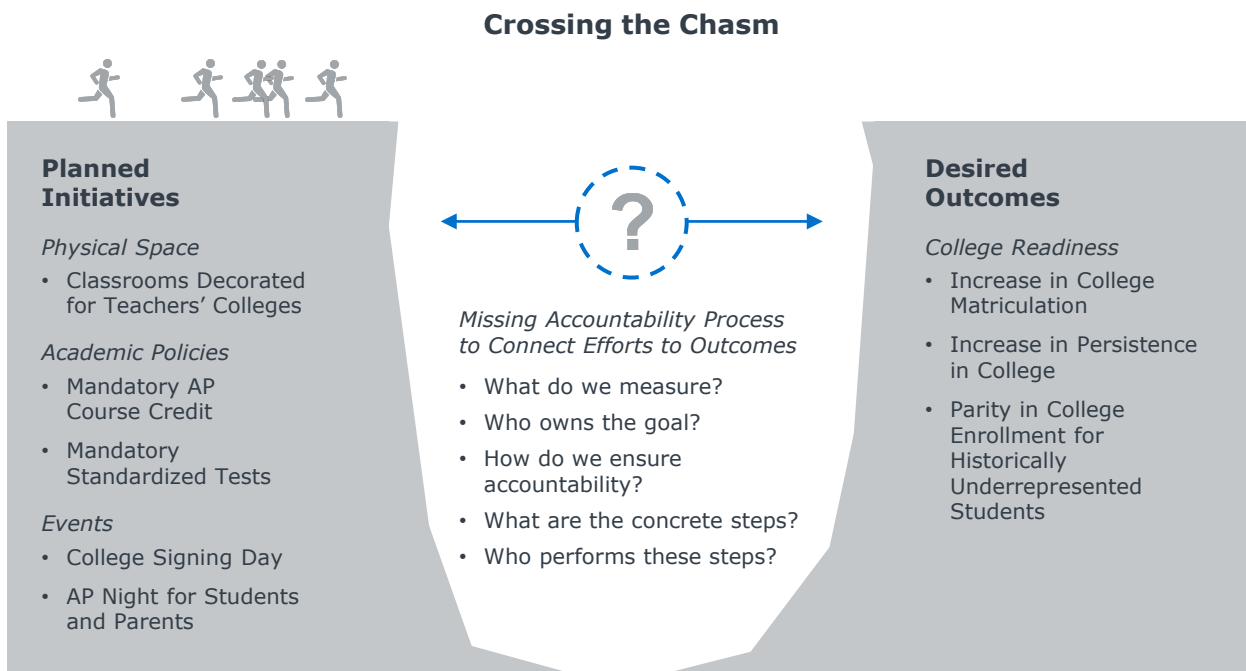 Crossing the Chasm
Planned
Initiatives
Physical Space
• Classrooms Decorated
for Teachers’ Colleges
Academic Policies
• Mandatory AP
Course Credit
• Mandatory
Standardized Tests
Events
• College Signing Day
• AP Night for Students
and Parents
?
Missing Accountability Process
to Connect Efforts to Outcomes
• What do we measure?
• Who owns the goal?
• How do we ensure
accountability?
• What are the concrete steps?
• Who performs these steps?
Desired
Outcomes
College Readiness
• Increase in College
Matriculation
• Increase in Persistence
in College
• Parity in College
Enrollment for
Historically
Underrepresented
Students